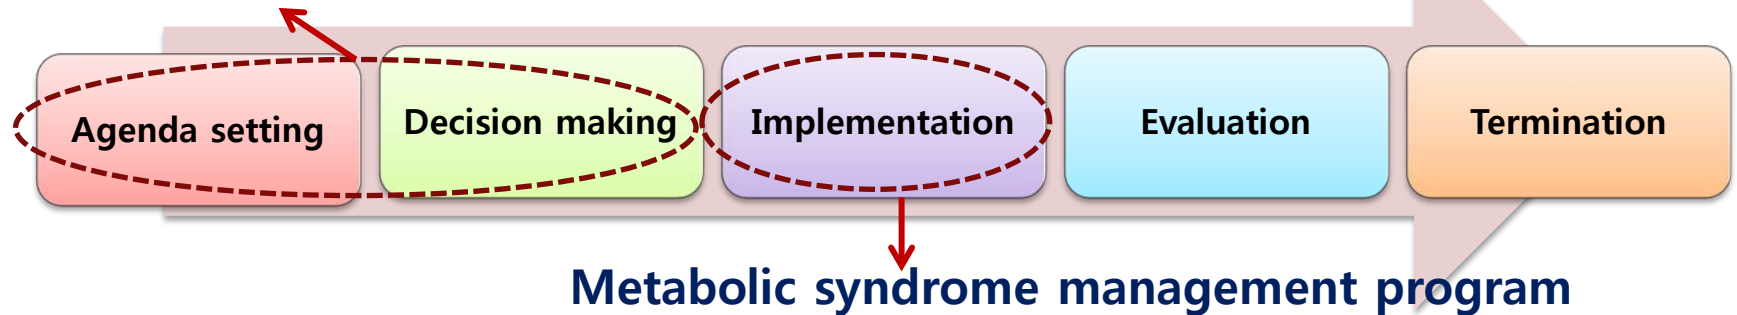 Agenda setting
Decision making
Implementation
Evaluation
Termination
Metabolic syndrome management program